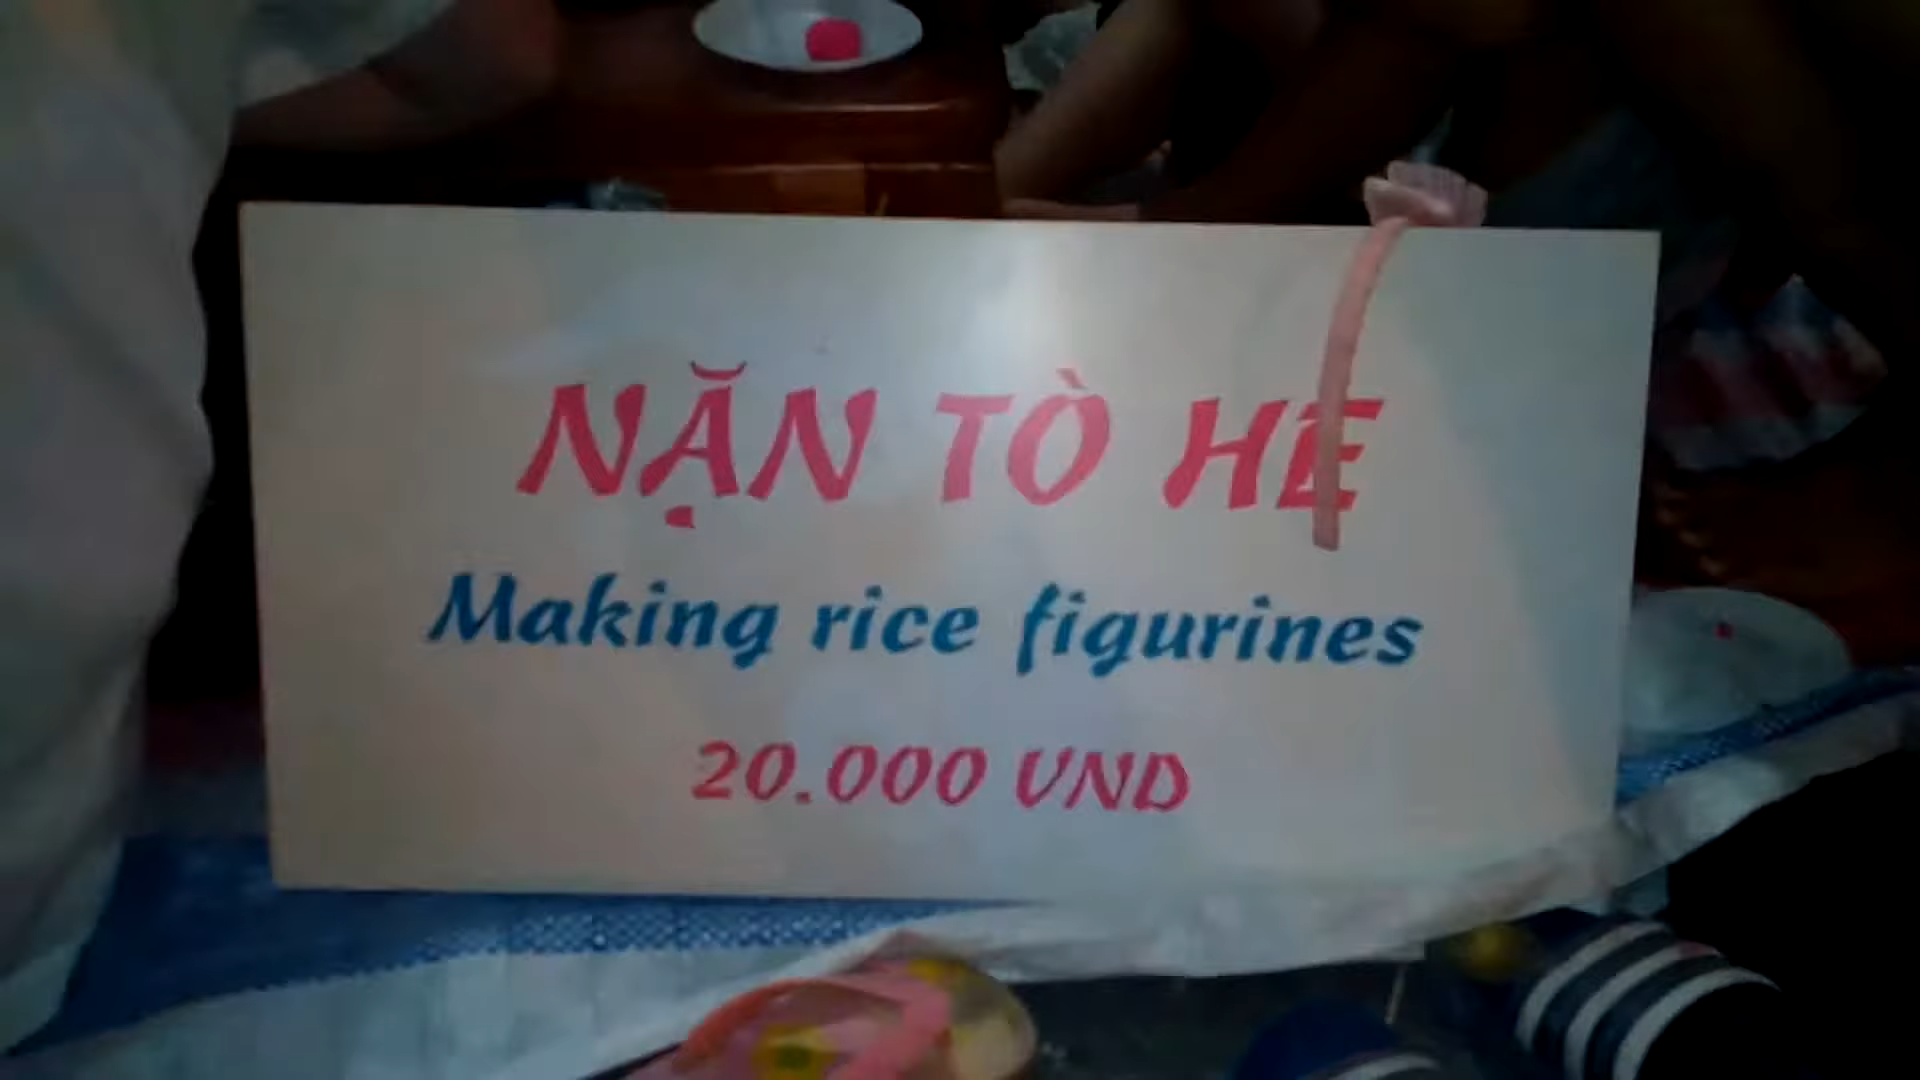 NẶN TÒ HE
Making rice figurines
20.000 VND